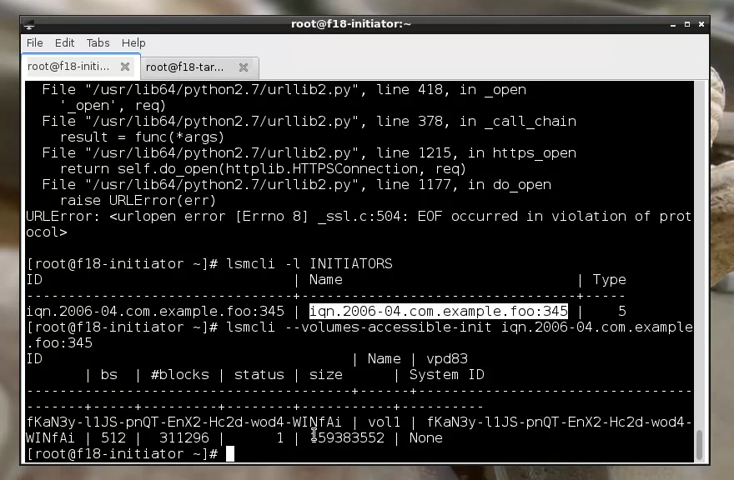 root@f18-initiator:~
File Edit Tabs Help
root@f18-initi... root@f18-tar...
File "/usr/lib64/python2.7/urllib2.py", line 418, in _open
'_open', req)
File "/usr/lib64/python2.7/urllib2.py", line 378, in _call_chain
result = func(*args)
File "/usr/lib64/python2.7/urllib2.py", line 1215, in https_open
return self.do_open(httplib.HTTPSConnection, req)
File "/usr/lib64/python2.7/urllib2.py", line 1177, in do_open
raise URLError(err)
URLError: <urlopen error [Errno 8] _ssl.c:504: EOF occurred in violation of prot
ocol>
[root@f18-initiator ~]# lsmcli -l INITIATORS
ID | Name | Type
---------------------------------+--------------------------------+-----
iqn.2006-04.com.example.foo:345 | iqn.2006-04.com.example.foo:345 | 5
[root@f18-initiator ~]# lsmcli --volumes-accessible-init iqn.2006-04.com.example
.foo:345
ID | Name | vpd83
| bs | #blocks | status | size | System ID
----------------------------------------+------+--------------------------------
-------+-----+---------+--------+-----------+----------
fKaN3y-l1JS-pnQT-EnX2-Hc2d-wod4-WINfAi | vol1 | fKaN3y-l1JS-pnQT-EnX2-Hc2d-wod4-
WINfAi | 512 | 311296 | 1 | 159383552 | None
[root@f18-initiator ~]#